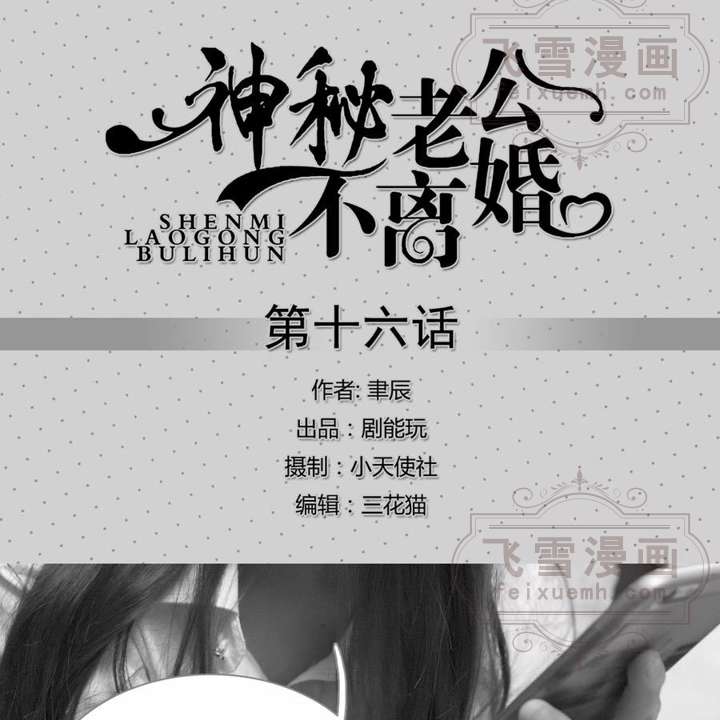 飞雪漫画
feixuemh.com
神秘老公
不离婚
SHENMI
LAOGONG
BULIHUN
第十六话
作者: 聿辰
出品：剧能玩
摄制：小天使社
编辑：三花猫
飞雪漫画
feixuemh.com